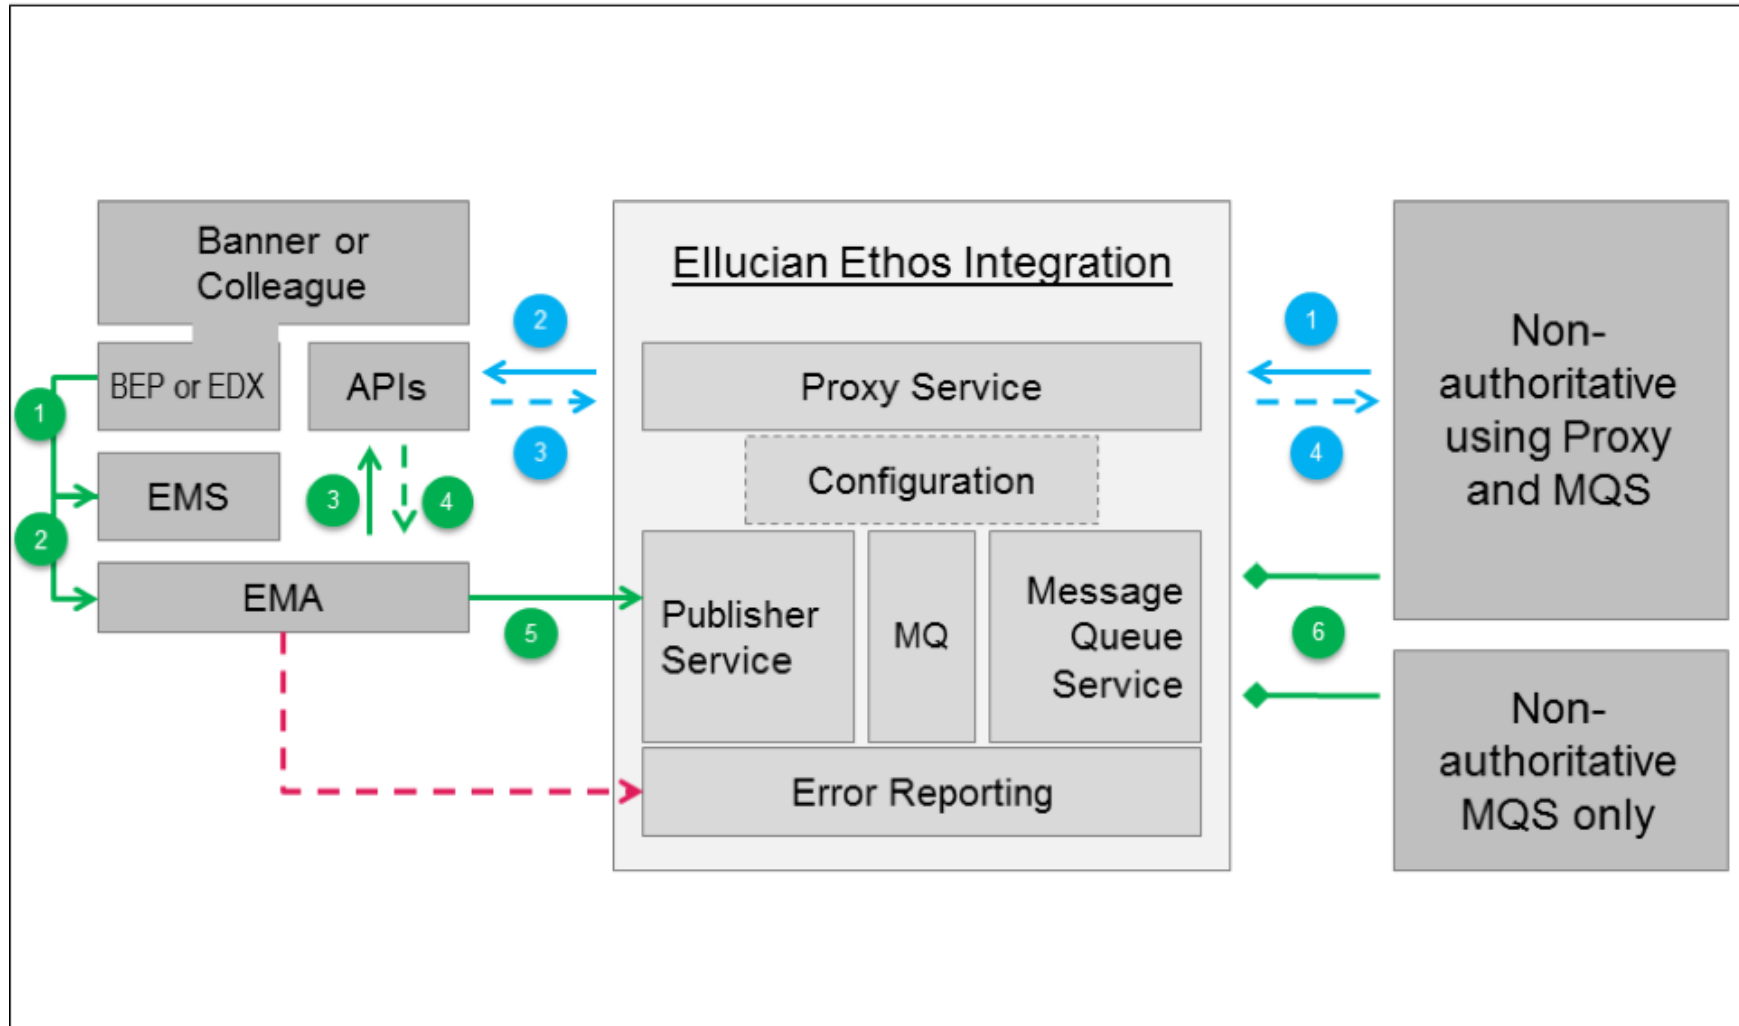 Banner or
Colleague
BEP or EDX
APIs
EMS
EMA
1
2
3
4
5
Ellucian Ethos Integration
2
3
Proxy Service
Configuration
Publisher
Service
MQ
Message
Queue
Service
Error Reporting
1
4
6
Non-
authoritative
using Proxy
and MQS
Non-
authoritative
MQS only